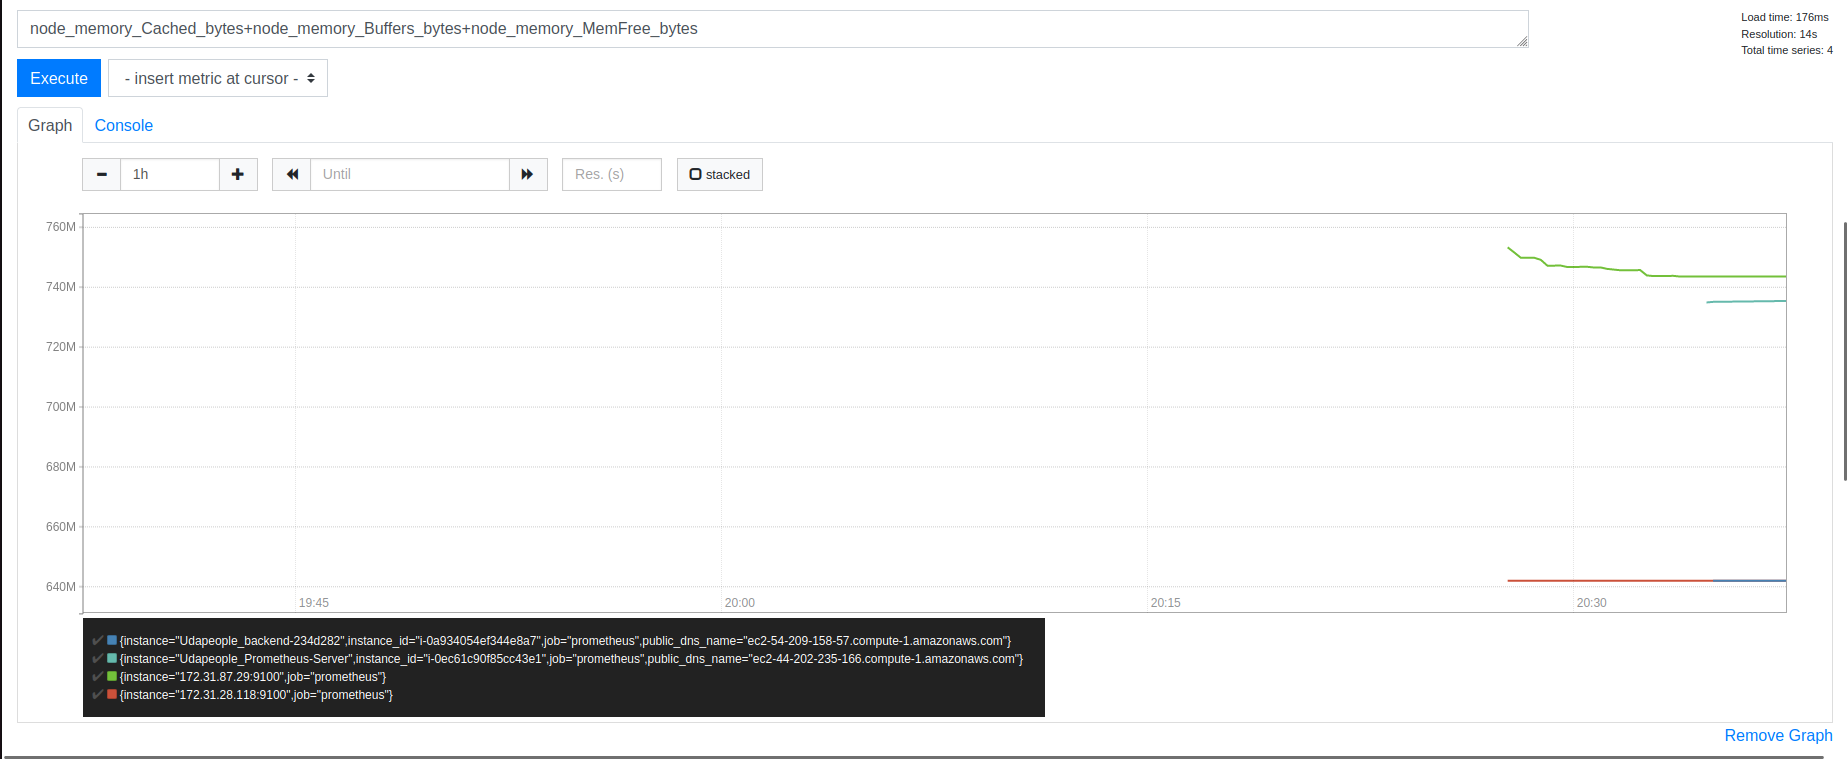 node_memory_Cached_bytes+node_memory_Buffers_bytes+node_memory_MemFree_bytes
Load time: 176ms
Resolution: 14s
Total time series: 4
Execute
- insert metric at cursor -
Graph Console
1h Until Res. (s) stacked
760M
740M
720M
700M
680M
660M
640M
19:45 20:00 20:15 20:30
{instance="Udapeople_backend-234d282",instance_id="i-0a934054ef344e8a7",job="prometheus",public_dns_name="ec2-54-209-158-57.compute-1.amazonaws.com"}
{instance="Udapeople_Prometheus-Server",instance_id="i-0ec61c90f85cc43e1",job="prometheus",public_dns_name="ec2-44-202-235-166.compute-1.amazonaws.com"}
{instance="172.31.87.29:9100",job="prometheus"}
{instance="172.31.28.118:9100",job="prometheus"}
Remove Graph